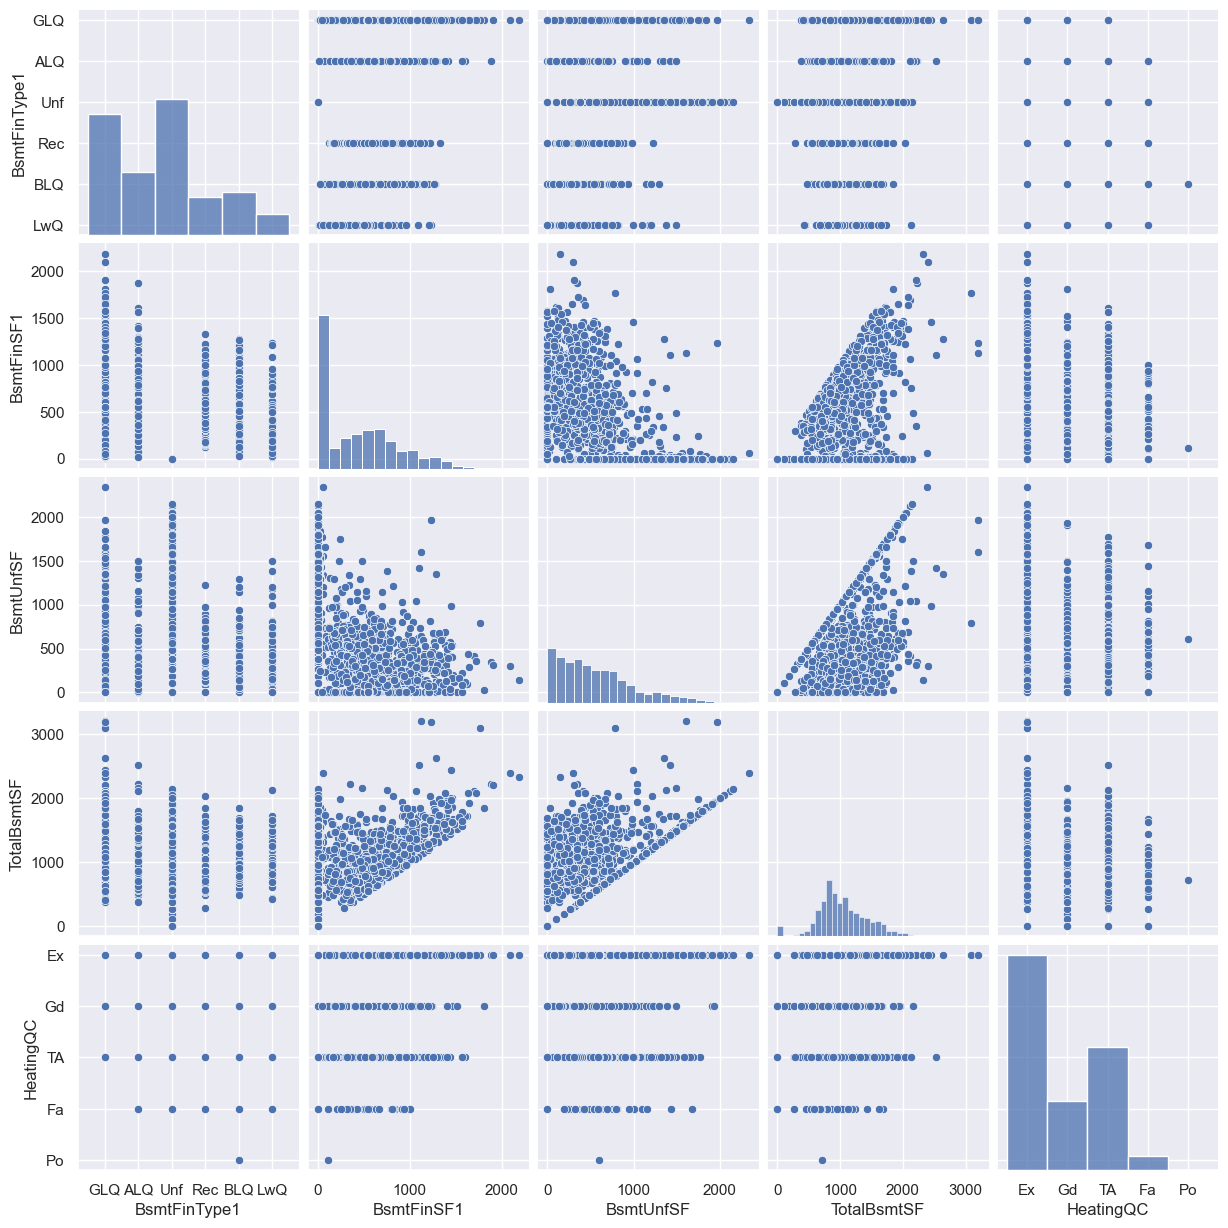 GLQ
ALQ
Unf
Rec
BLQ
LwQ
BsmtFinType1
2000
1500
1000
500
0
BsmtFinSF1
2000
1500
1000
500
0
BsmtUnfSF
3000
2000
1000
0
TotalBsmtSF
Ex
Gd
TA
Fa
Po
HeatingQC
GLQ ALQ Unf Rec BLQ LwQ 0 1000 2000 0 1000 2000 0 1000 2000 3000 Ex Gd TA Fa Po
BsmtFinType1 BsmtFinSF1 BsmtUnfSF TotalBsmtSF HeatingQC